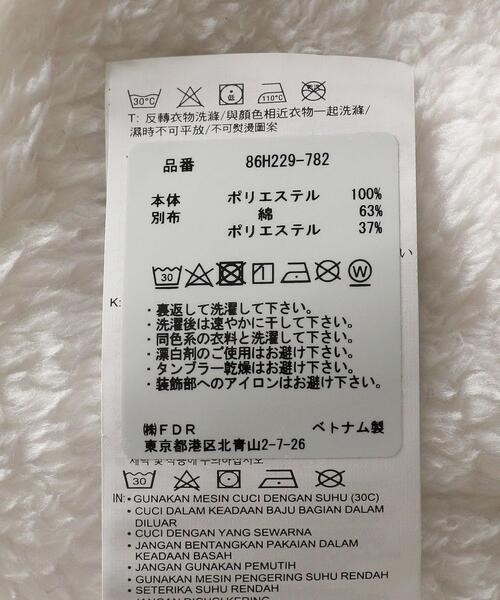 30°C 低 110°C
T: 反轉衣物洗滌/與顏色相近衣物一起洗滌/
濕時不可平放/不可熨燙圖案
品番 86H229-782
本体 ポリエステル 100%
別布 綿 63%
ポリエステル 37%
い
K:
30 W
・裏返して洗濯して下さい。
・洗濯後は速やかに干して下さい。
・同色系の衣料と洗濯して下さい。
・漂白剤のご使用はお避け下さい。
・タンブラー乾燥はお避け下さい。
・装飾部へのアイロンはお避け下さい。
㈱FDR ベトナム製
東京都港区北青山2-7-26
30
IN: • GUNAKAN MESIN CUCI DENGAN SUHU (30C)
• CUCI DALAM KEADAAN BAJU BAGIAN DALAM
DILUAR
• CUCI DENGAN YANG SEWARNA
• JANGAN BENTANGKAN PAKAIAN DALAM
KEADAAN BASAH
• JANGAN GUNAKAN PEMUTIH
• GUNAKAN MESIN PENGERING SUHU RENDAH
• SETERIKA SUHU RENDAH